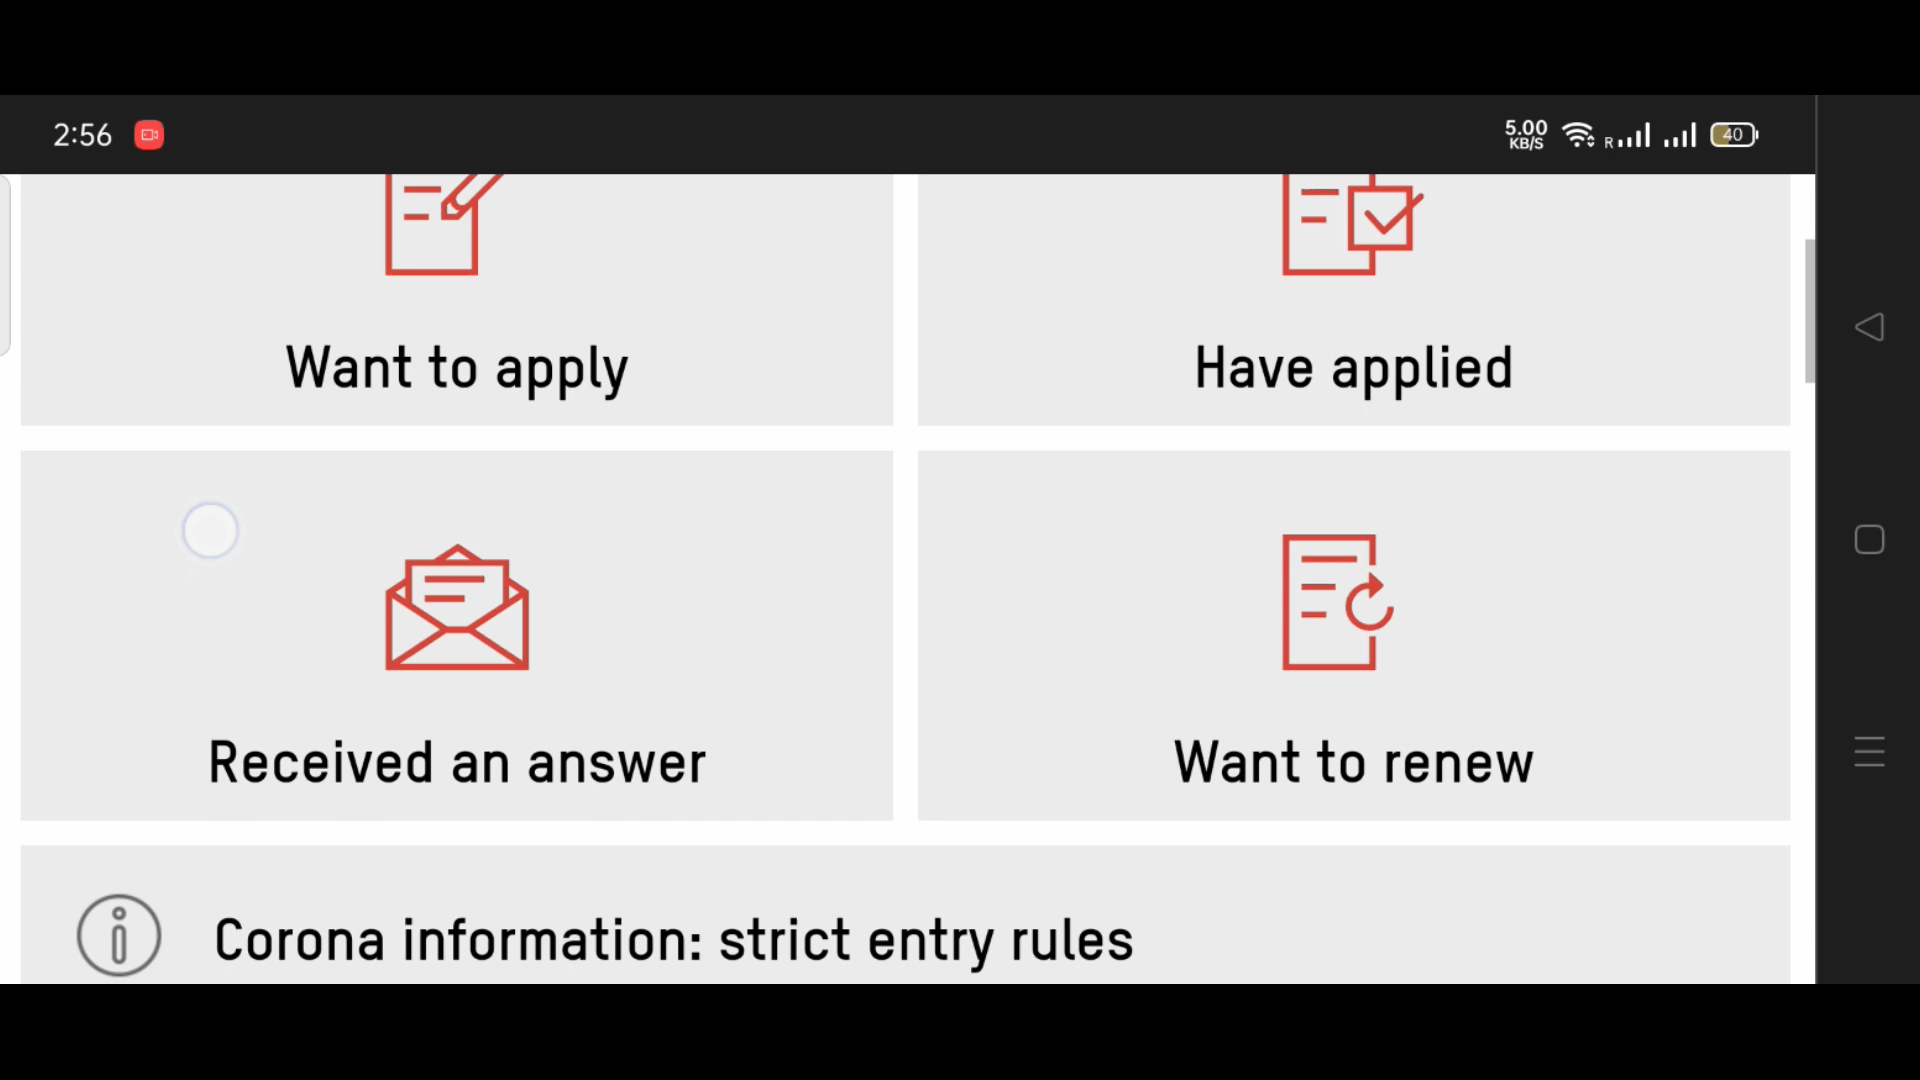 2:56
5.00
KB/S
R
40
Want to apply
Have applied
Received an answer
Want to renew
Corona information: strict entry rules